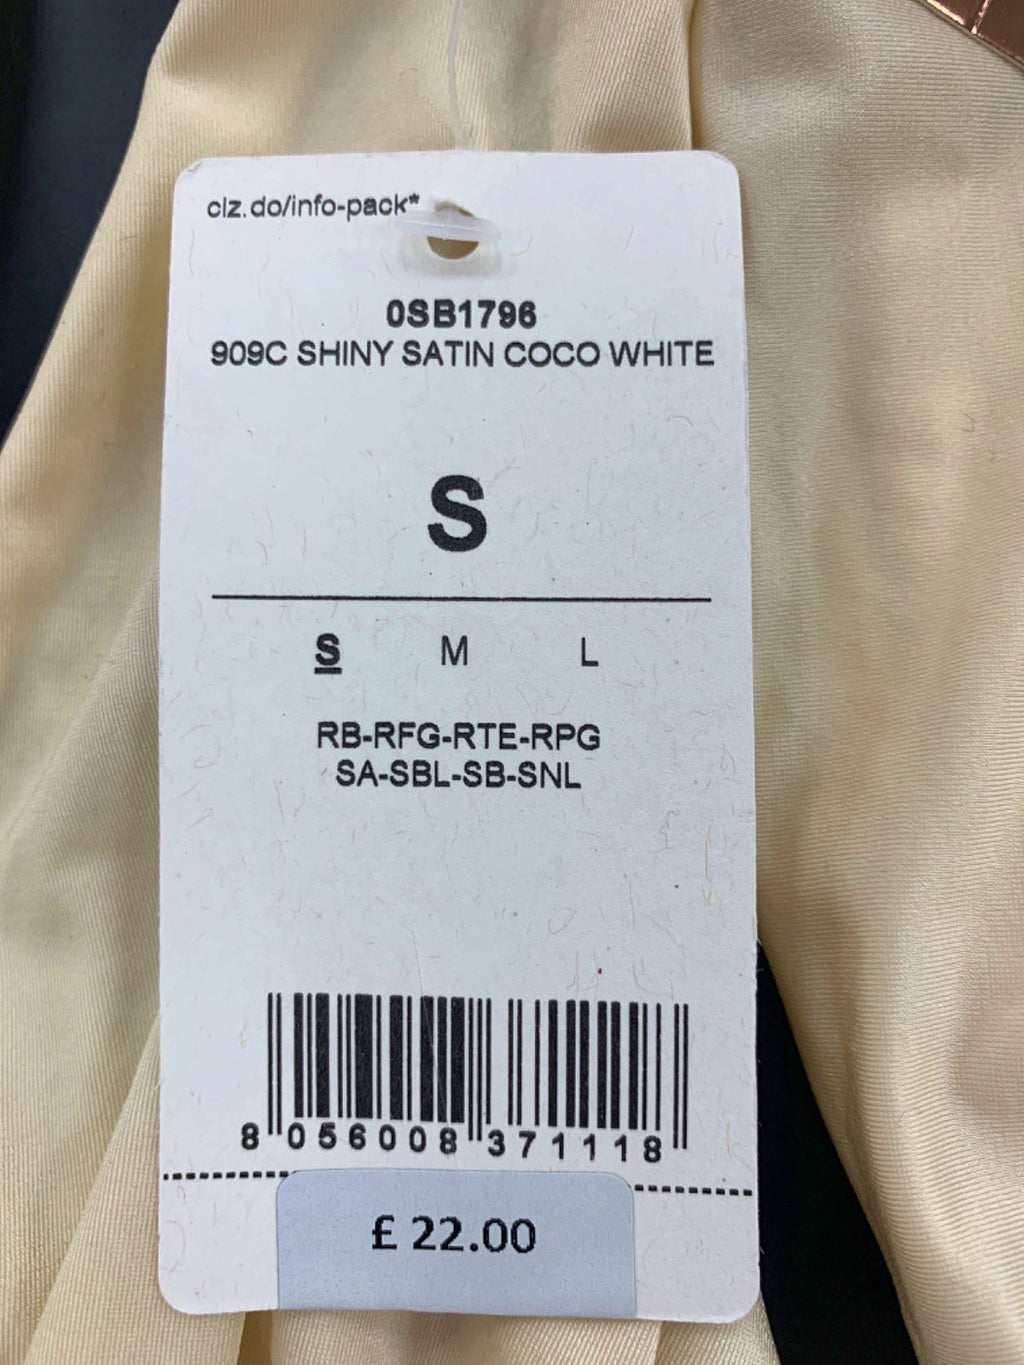 clz.do/info-pack*
0SB1796
909C SHINY SATIN COCO WHITE
S
S M L
RB-RFG-RTE-RPG
SA-SBL-SB-SNL
8 056008 371118
£ 22.00